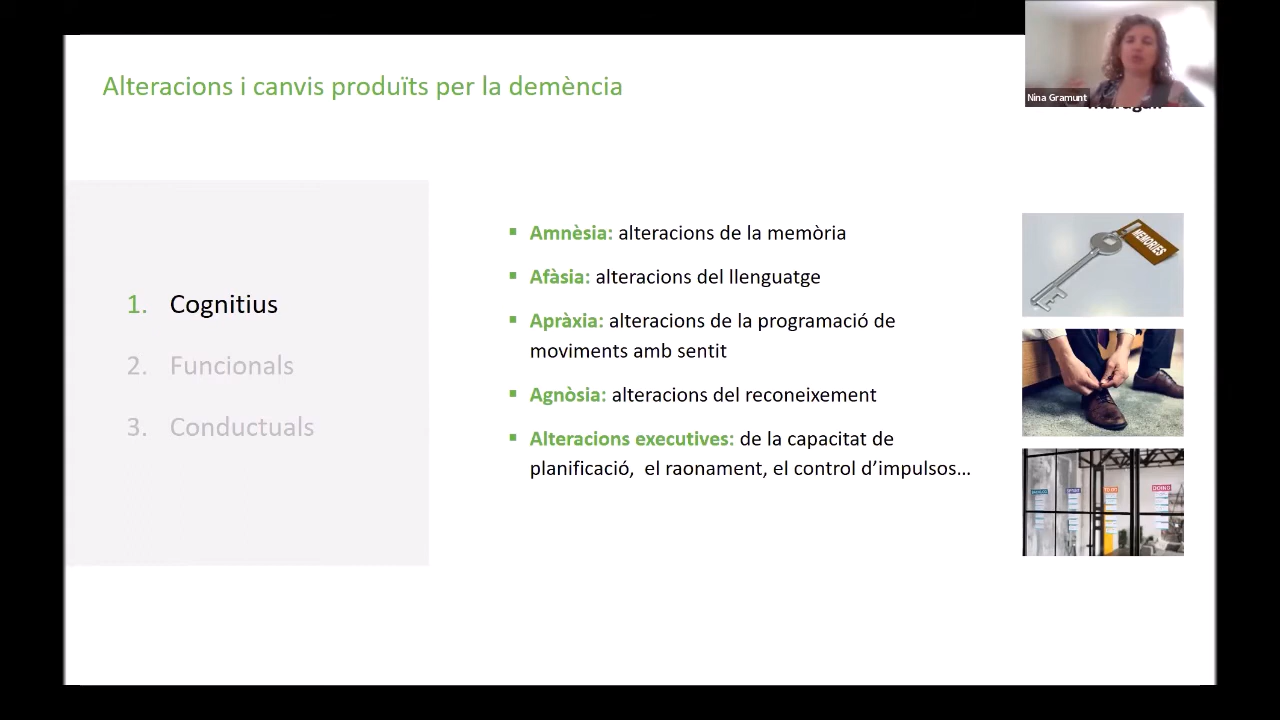 Alteracions i canvis produïts per la demència
Nina Gramunt
1. Cognitius
2. Funcionals
3. Conductuals
▪ Amnèsia: alteracions de la memòria
▪ Afàsia: alteracions del llenguatge
▪ Apràxia: alteracions de la programació de
moviments amb sentit
▪ Agnòsia: alteracions del reconeixement
▪ Alteracions executives: de la capacitat de
planificació,  el raonament, el control d’impulsos...
MEMORIES
DOING